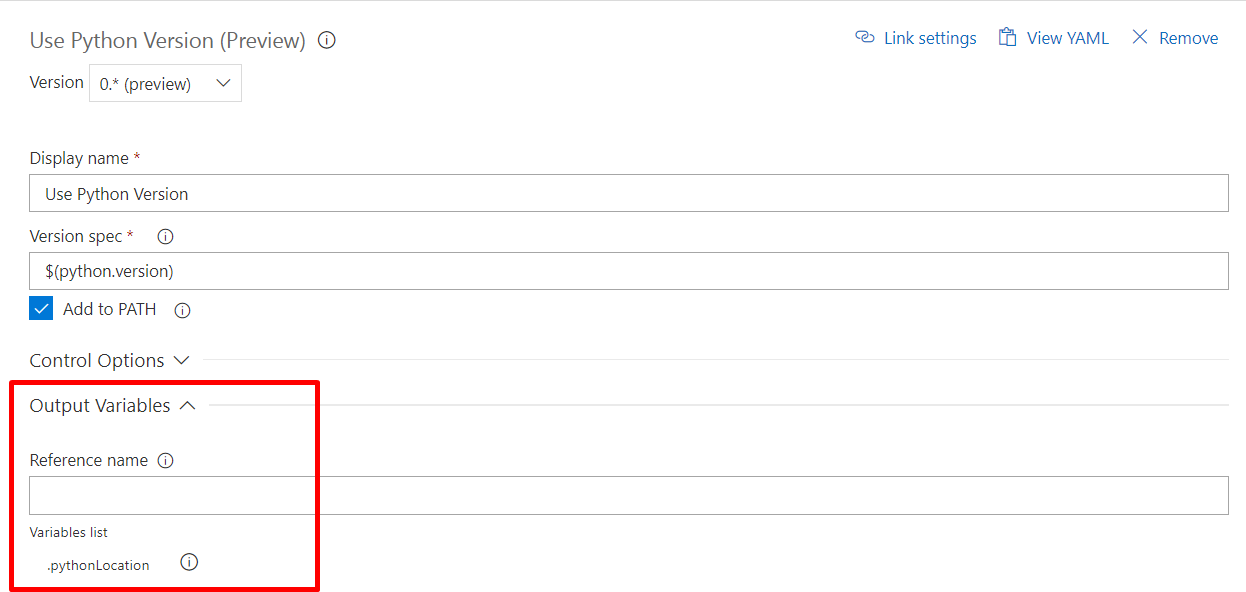 Use Python Version (Preview)
Link settings
View YAML
Remove
Version
0.* (preview)
Display name *
Use Python Version
Version spec *
$(python.version)
Add to PATH
Control Options
Output Variables
Reference name
Variables list
.pythonLocation